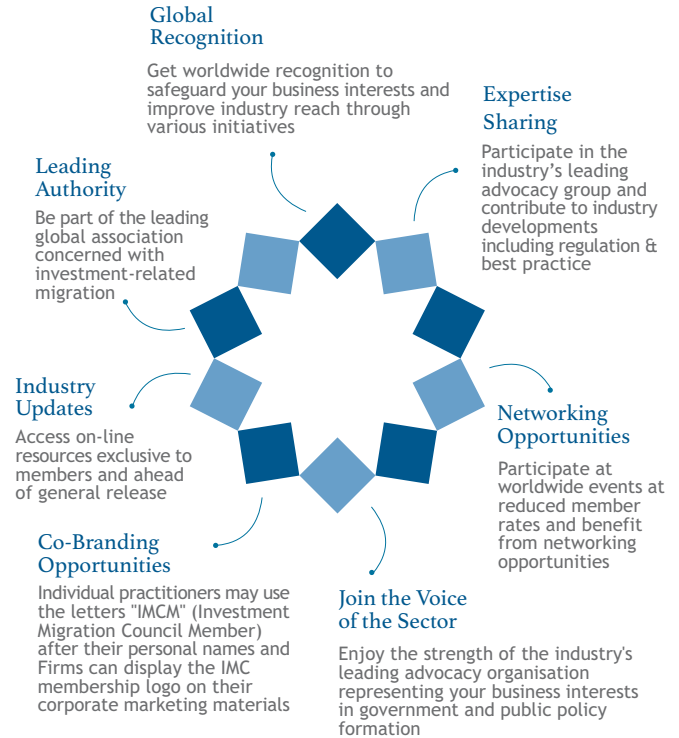 Global
Recognition
Get worldwide recognition to
safeguard your business interests and
improve industry reach through
various initiatives
Expertise
Sharing
Participate in the
industry’s leading
advocacy group and
contribute to industry
developments
including regulation &
best practice
Leading
Authority
Be part of the leading
global association
concerned with
investment-related
migration
Industry
Updates
Access on-line
resources exclusive to
members and ahead
of general release
Networking
Opportunities
Participate at
worldwide events at
reduced member
rates and benefit
from networking
opportunities
Co-Branding
Opportunities
Individual practitioners may use
the letters "IMCM" (Investment
Migration Council Member)
after their personal names and
Firms can display the IMC
membership logo on their
corporate marketing materials
Join the Voice
of the Sector
Enjoy the strength of the industry's
leading advocacy organisation
representing your business interests
in government and public policy
formation